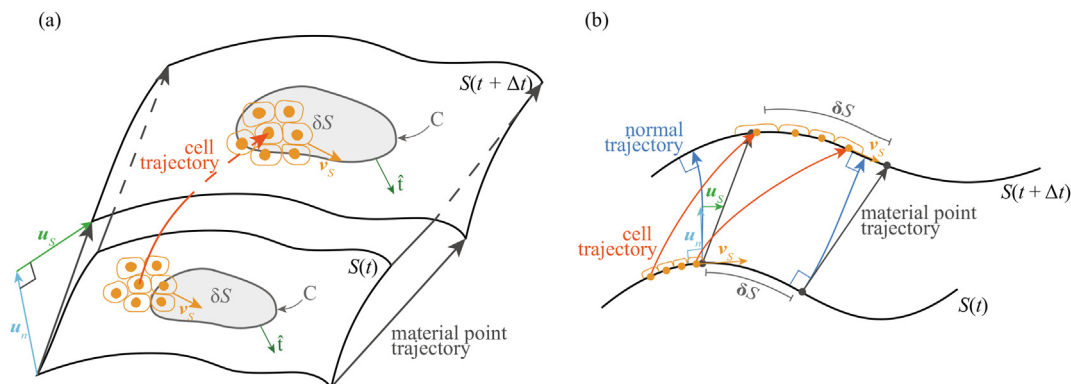 (a)
S(t + Δt)
δS
C
cell
trajectory
v_s
t̂
u_s
S(t)
δS
C
v_s
u_n
t̂
material point
trajectory
(b)
δS
normal
trajectory
v_s
u_s
S(t + Δt)
cell
trajectory
u_n
v_s
material point
trajectory
δS
S(t)